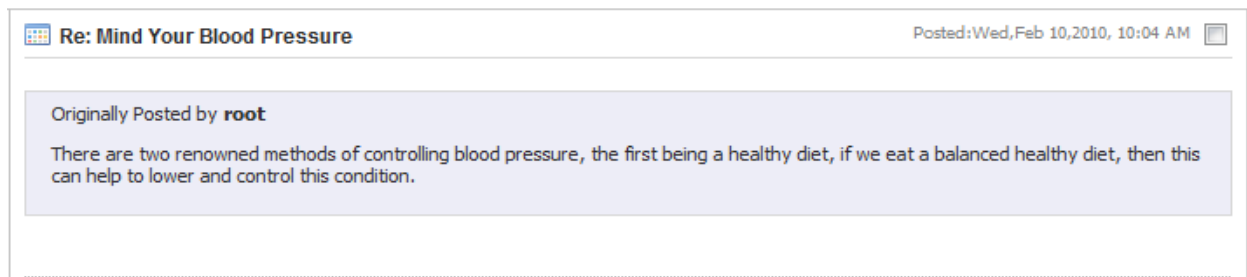 Re: Mind Your Blood Pressure
Posted:Wed,Feb 10,2010, 10:04 AM
Originally Posted by root
There are two renowned methods of controlling blood pressure, the first being a healthy diet, if we eat a balanced healthy diet, then this
can help to lower and control this condition.